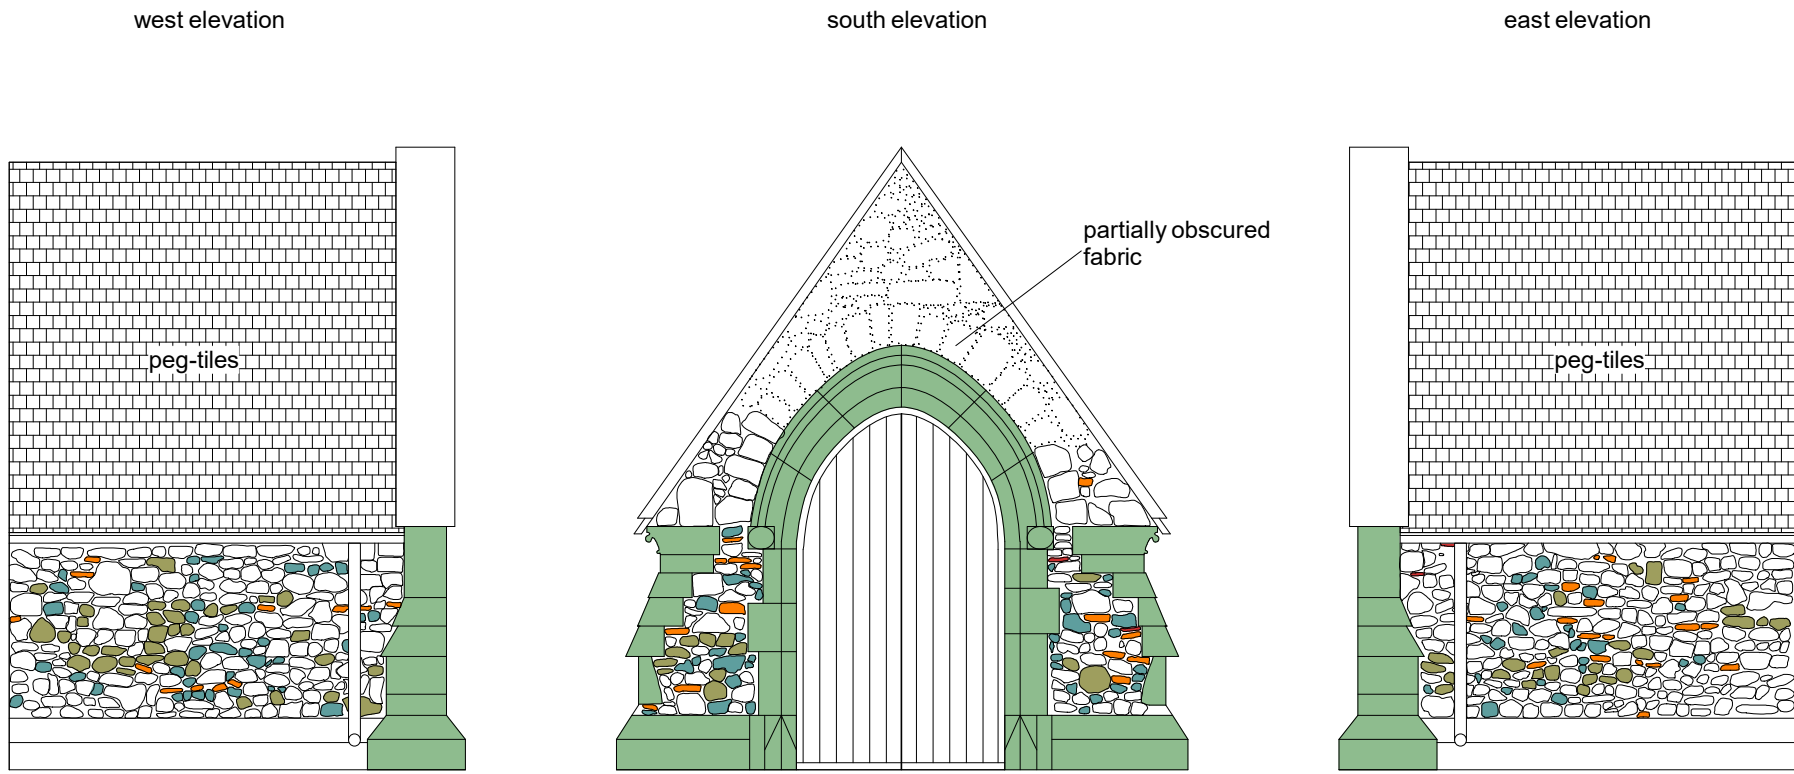 west elevation
south elevation
east elevation
partially obscured
fabric
peg-tiles
peg-tiles